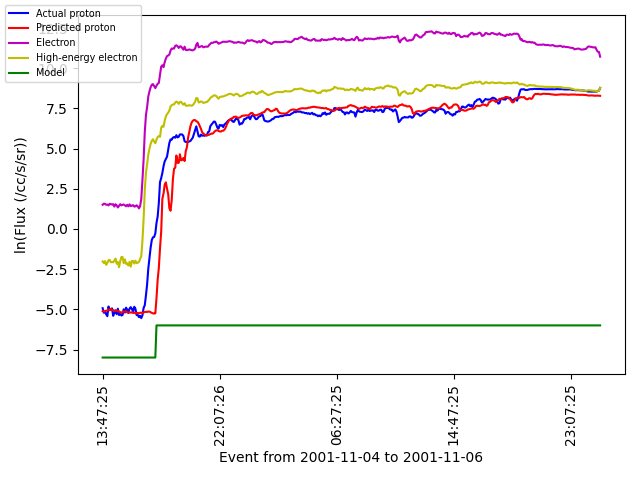 Actual proton
Predicted proton
Electron
High-energy electron
Model
7.5
5.0
2.5
0.0
−2.5
−5.0
−7.5
ln(Flux (/cc/s/sr))
13:47:25
22:07:26
06:27:25
14:47:25
23:07:25
Event from 2001-11-04 to 2001-11-06